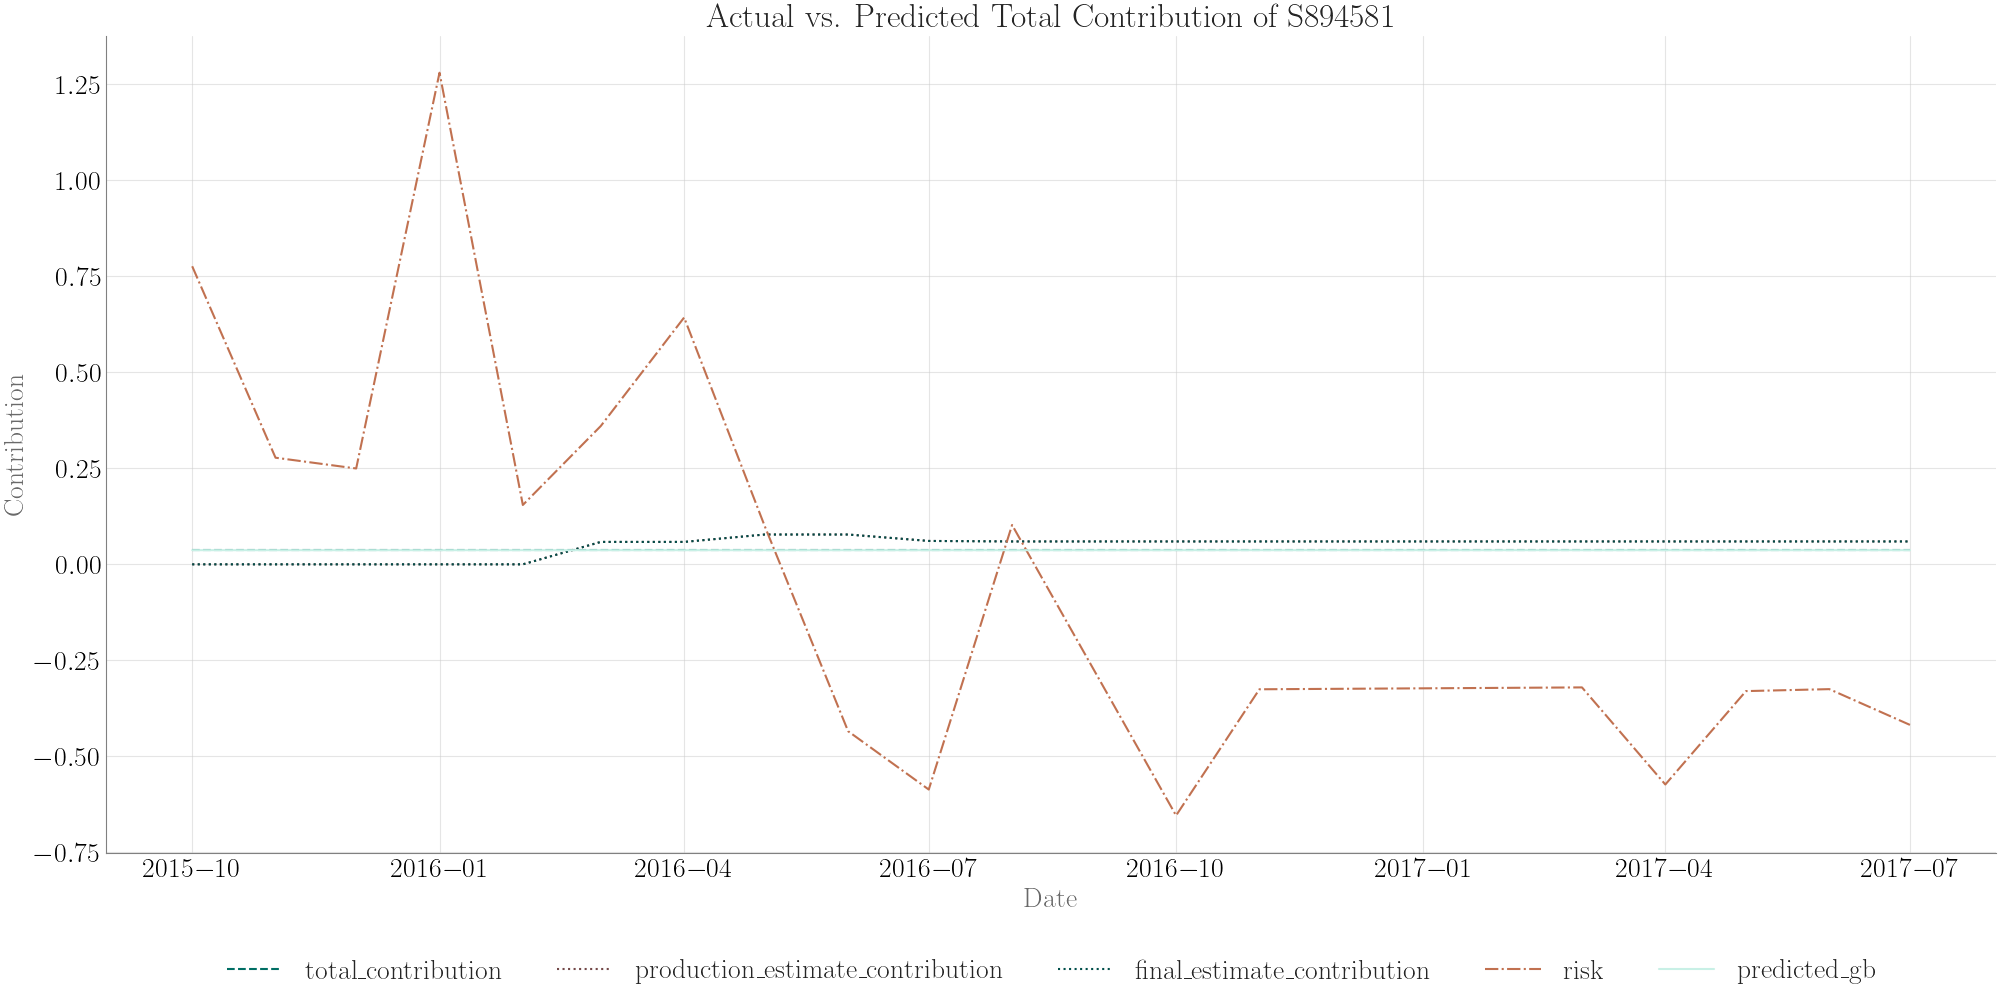 Actual vs. Predicted Total Contribution of S894581
Contribution
1.25
1.00
0.75
0.50
0.25
0.00
−0.25
−0.50
−0.75
2015−10 2016−01 2016−04 2016−07 2016−10 2017−01 2017−04 2017−07
Date
total_contribution production_estimate_contribution final_estimate_contribution risk predicted_gb